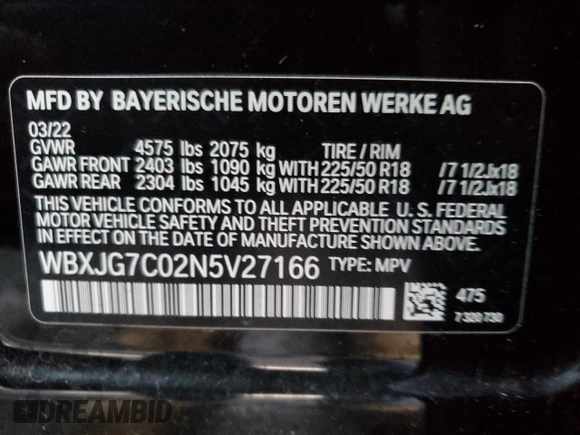 MFD BY BAYERISCHE MOTOREN WERKE AG
03/22
GVWR 4575 lbs 2075 kg TIRE / RIM
GAWR FRONT 2403 lbs 1090 kg WITH 225/50 R18 /7 1/2Jx18
GAWR REAR 2304 lbs 1045 kg WITH 225/50 R18 /7 1/2Jx18
THIS VEHICLE CONFORMS TO ALL APPLICABLE U. S. FEDERAL
MOTOR VEHICLE SAFETY AND THEFT PREVENTION STANDARDS
IN EFFECT ON THE DATE OF MANUFACTURE SHOWN ABOVE.
WBXJG7C02N5V27166 TYPE: MPV
475
7 320 730
DREAMBID